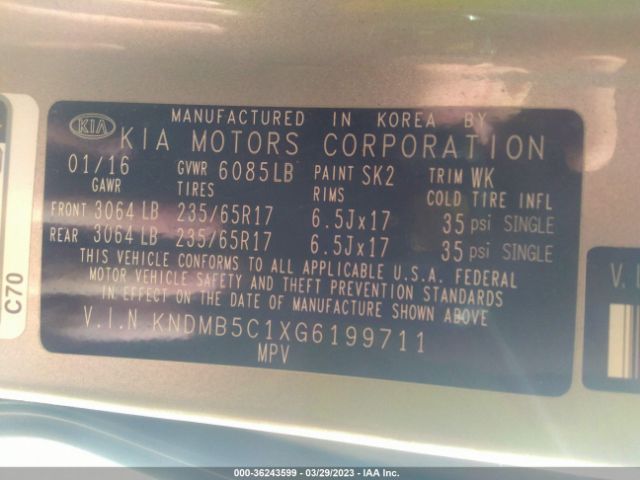 MANUFACTURED IN KOREA BY
KIA KIA MOTORS CORPORATION
01/16 GVWR 6085LB PAINT SK2 TRIM WK
GAWR TIRES RIMS COLD TIRE INFL
FRONT 3064 LB 235/65R17 6.5Jx17 35 psi SINGLE
REAR 3064 LB 235/65R17 6.5Jx17 35 psi SINGLE
THIS VEHICLE CONFORMS TO ALL APPLICABLE U.S.A. FEDERAL
MOTOR VEHICLE SAFETY AND THEFT PREVENTION STANDARDS
IN EFFECT ON THE DATE OF MANUFACTURE SHOWN ABOVE
V.I.N KNDMB5C1XG6199711
MPV
C70
000-36243599 - 03/29/2023 - IAA Inc.